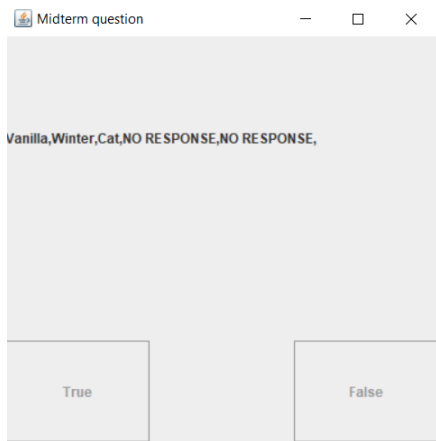 Midterm question
Vanilla,Winter,Cat,NO RESPONSE,NO RESPONSE,
True
False